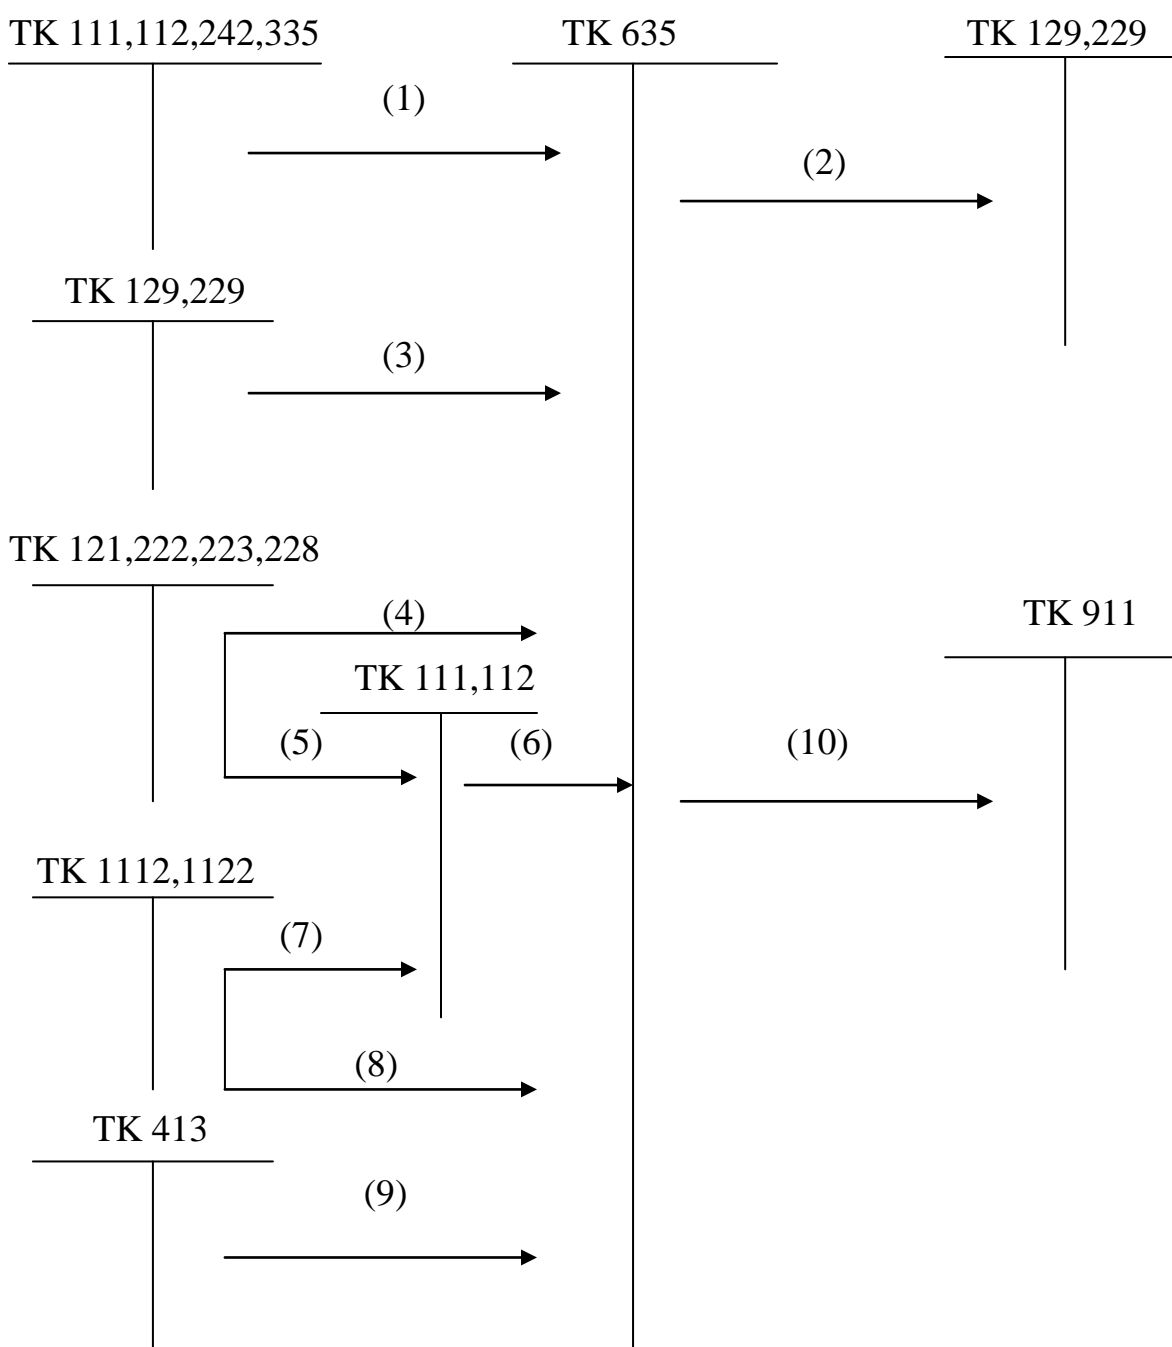 TK 111,112,242,335
TK 635
TK 129,229
(1)
(2)
TK 129,229
(3)
TK 121,222,223,228
(4)
TK 911
TK 111,112
(5)
(6)
(10)
TK 1112,1122
(7)
(8)
TK 413
(9)